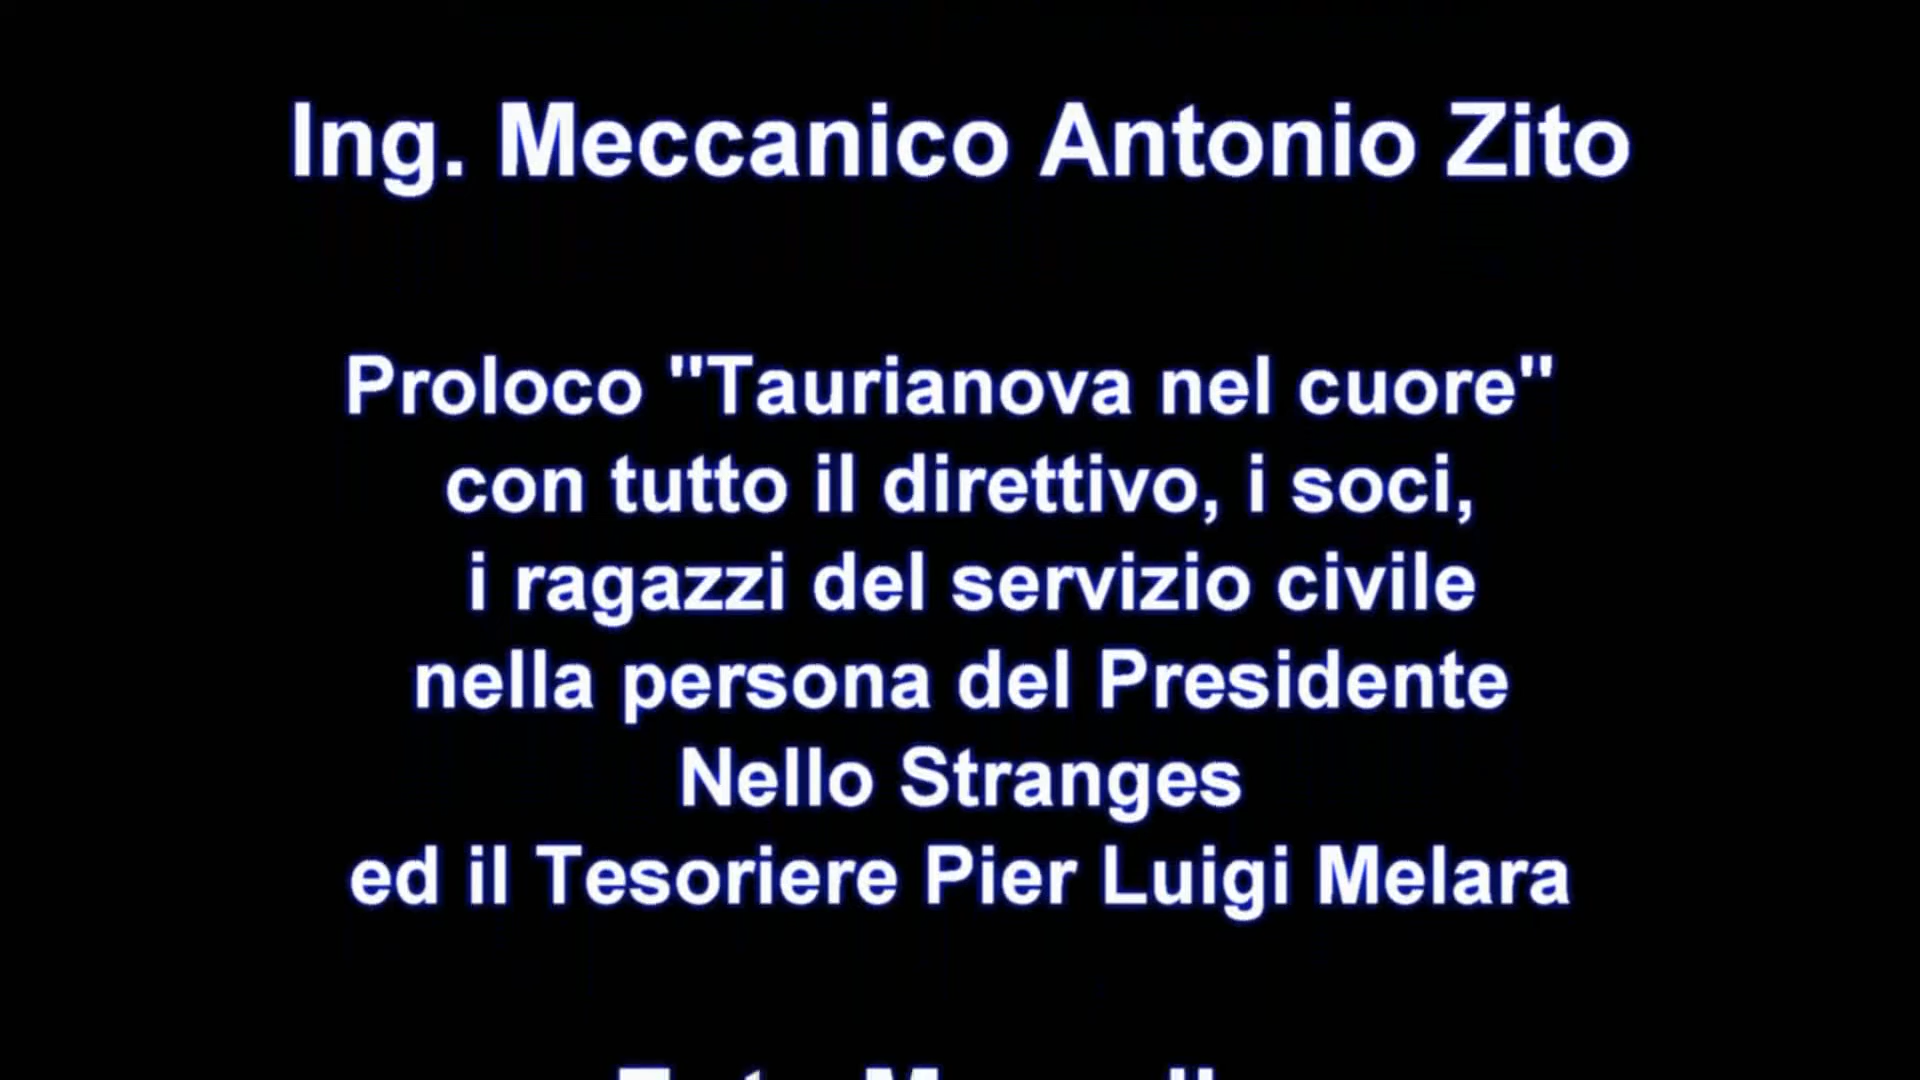 Ing. Meccanico Antonio Zito
Proloco "Taurianova nel cuore"
con tutto il direttivo, i soci,
i ragazzi del servizio civile
nella persona del Presidente
Nello Stranges
ed il Tesoriere Pier Luigi Melara